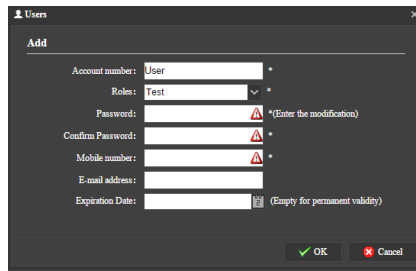 Users
Add
Account number: User *
Roles: Test *
Password: *(Enter the modification)
Confirm Password: *
Mobile number: *
E-mail address:
Expiration Date: (Empty for permanent validity)
OK Cancel